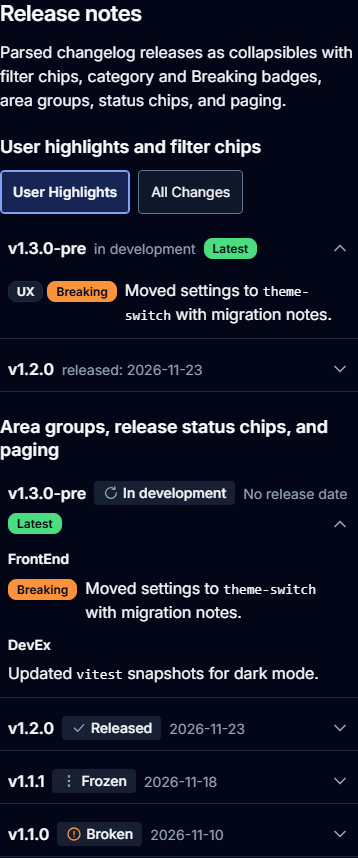 Release notes
Parsed changelog releases as collapsibles with
filter chips, category and Breaking badges,
area groups, status chips, and paging.
User highlights and filter chips
User Highlights All Changes
v1.3.0-pre in development Latest
UX Breaking Moved settings to theme-
switch with migration notes.
v1.2.0 released: 2026-11-23
Area groups, release status chips, and
paging
v1.3.0-pre In development No release date
Latest
FrontEnd
Breaking Moved settings to theme-switch
with migration notes.
DevEx
Updated vitest snapshots for dark mode.
v1.2.0 Released 2026-11-23
v1.1.1 Frozen 2026-11-18
v1.1.0 Broken 2026-11-10